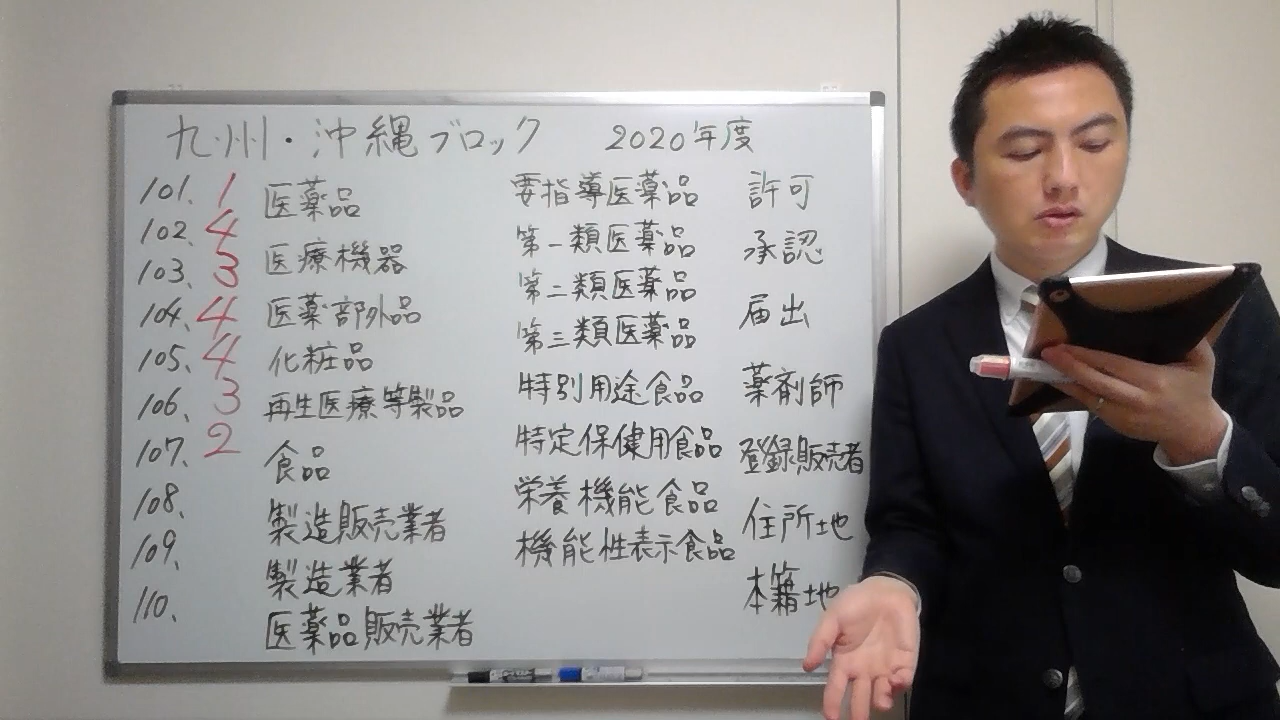 九州・沖縄ブロック 2020年度
101. 1
102. 4
103. 3
104. 4
105. 4
106. 3
107. 2
108.
109.
110.
医薬品
医療機器
医薬部外品
化粧品
再生医療等製品
食品
製造販売業者
製造業者
医薬品販売業者
要指導医薬品
第一類医薬品
第二類医薬品
第三類医薬品
特別用途食品
特定保健用食品
栄養機能食品
機能性表示食品
許可
承認
届出
薬剤師
登録販売者
住所地
本籍地